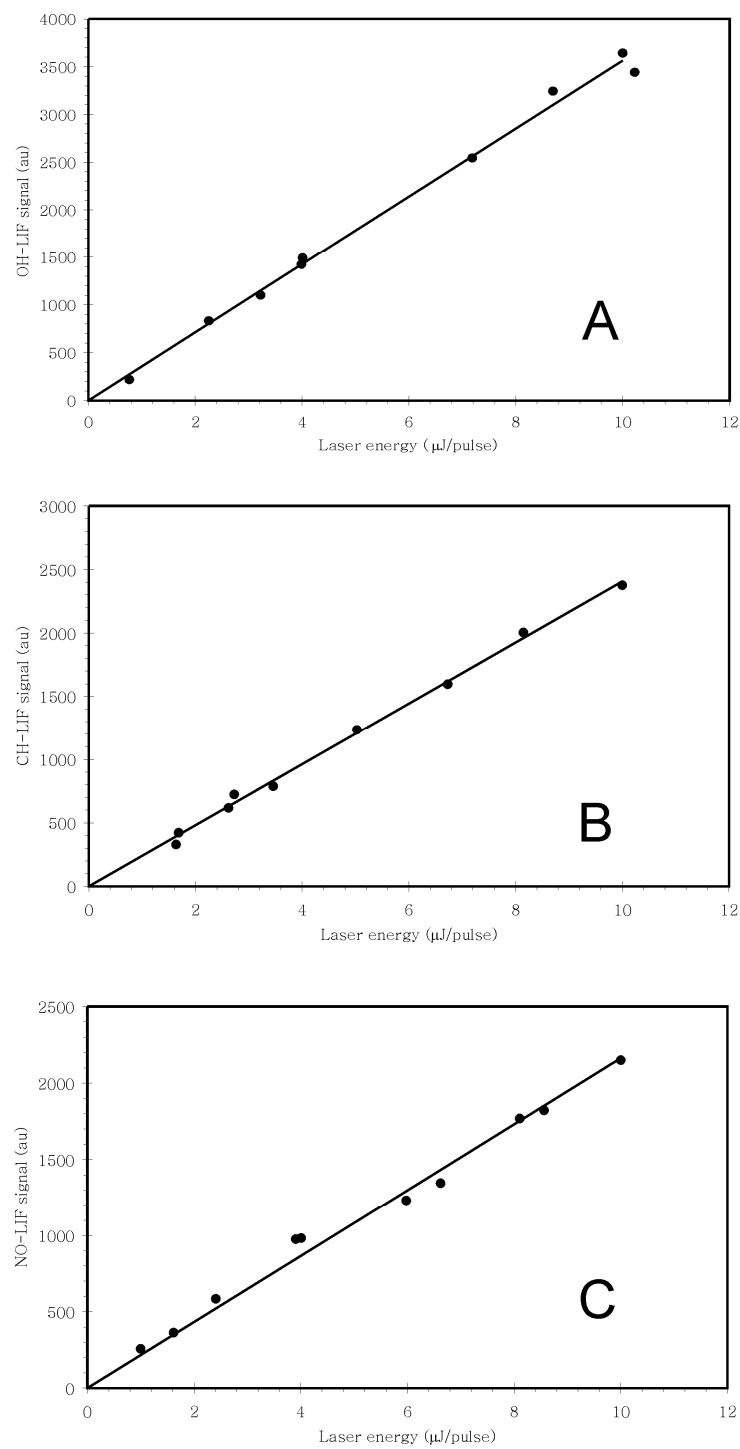 4000
3500
3000
2500
2000
1500
1000
500
0
OH-LIF signal (au)
A
0 2 4 6 8 10 12
Laser energy (μJ/pulse)
3000
2500
2000
1500
1000
500
0
CH-LIF signal (au)
B
0 2 4 6 8 10 12
Laser energy (μJ/pulse)
2500
2000
1500
1000
500
0
NO-LIF signal (au)
C
0 2 4 6 8 10 12
Laser energy (μJ/pulse)